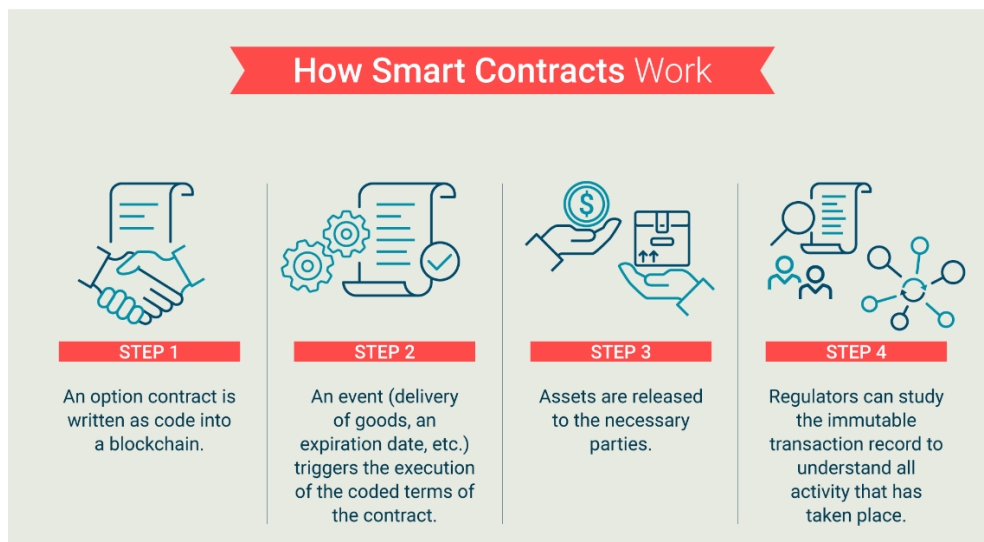 How Smart Contracts Work
STEP 1
An option contract is
written as code into
a blockchain.
STEP 2
An event (delivery
of goods, an
expiration date, etc.)
triggers the execution
of the coded terms of
the contract.
STEP 3
Assets are released
to the necessary
parties.
STEP 4
Regulators can study
the immutable
transaction record to
understand all
activity that has
taken place.